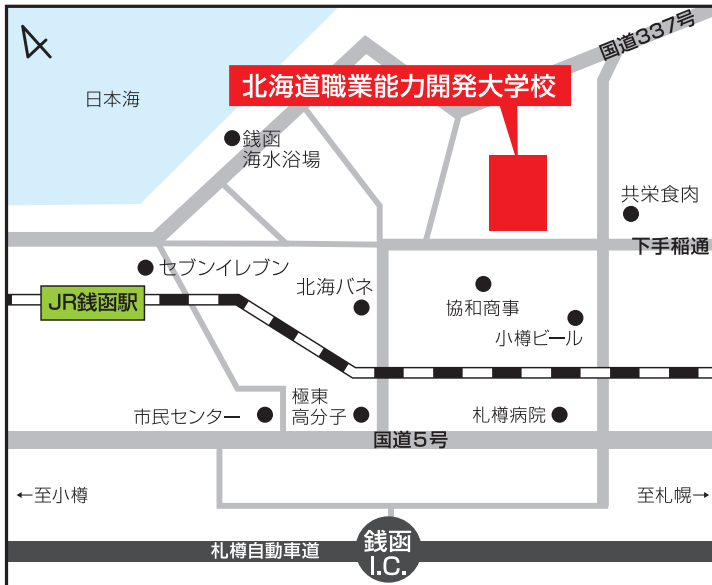 国道337号
北海道職業能力開発大学校
日本海
銭函
海水浴場
共栄食肉
下手稲通
セブンイレブン
JR銭函駅
北海バネ
協和商事
小樽ビール
極東
高分子
市民センター
札樽病院
国道5号
←至小樽
至札幌→
札樽自動車道
銭函
I.C.